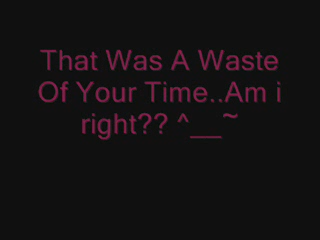 That Was A Waste
Of Your Time..Am i
right?? ^__~